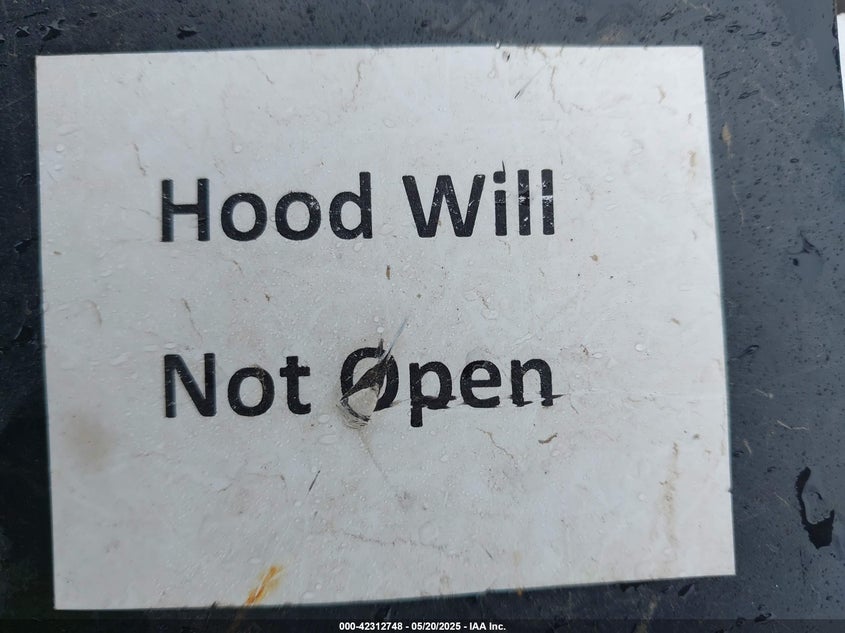 Hood Will
Not Open
000-42312748 - 05/20/2025 - IAA Inc.